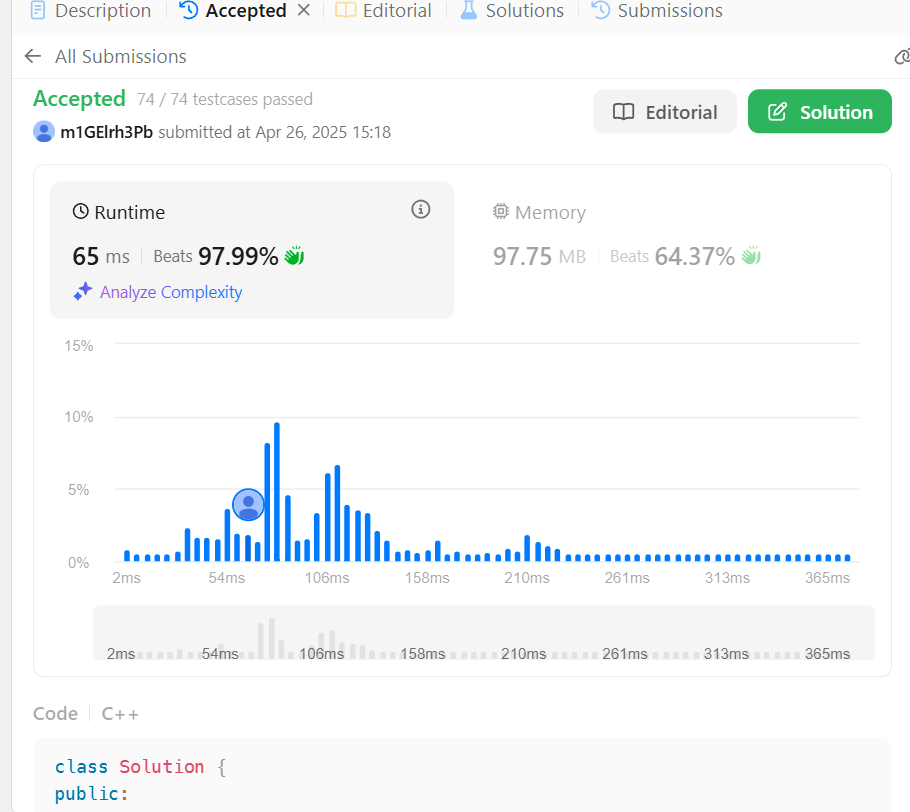 Description Accepted Editorial Solutions Submissions
All Submissions
Accepted 74 / 74 testcases passed
m1GElrh3Pb submitted at Apr 26, 2025 15:18
Editorial
Solution
Runtime
65 ms Beats 97.99%
Analyze Complexity
Memory
97.75 MB Beats 64.37%
15%
10%
5%
0%
2ms 54ms 106ms 158ms 210ms 261ms 313ms 365ms
2ms 54ms 106ms 158ms 210ms 261ms 313ms 365ms
Code C++
class Solution {
public: